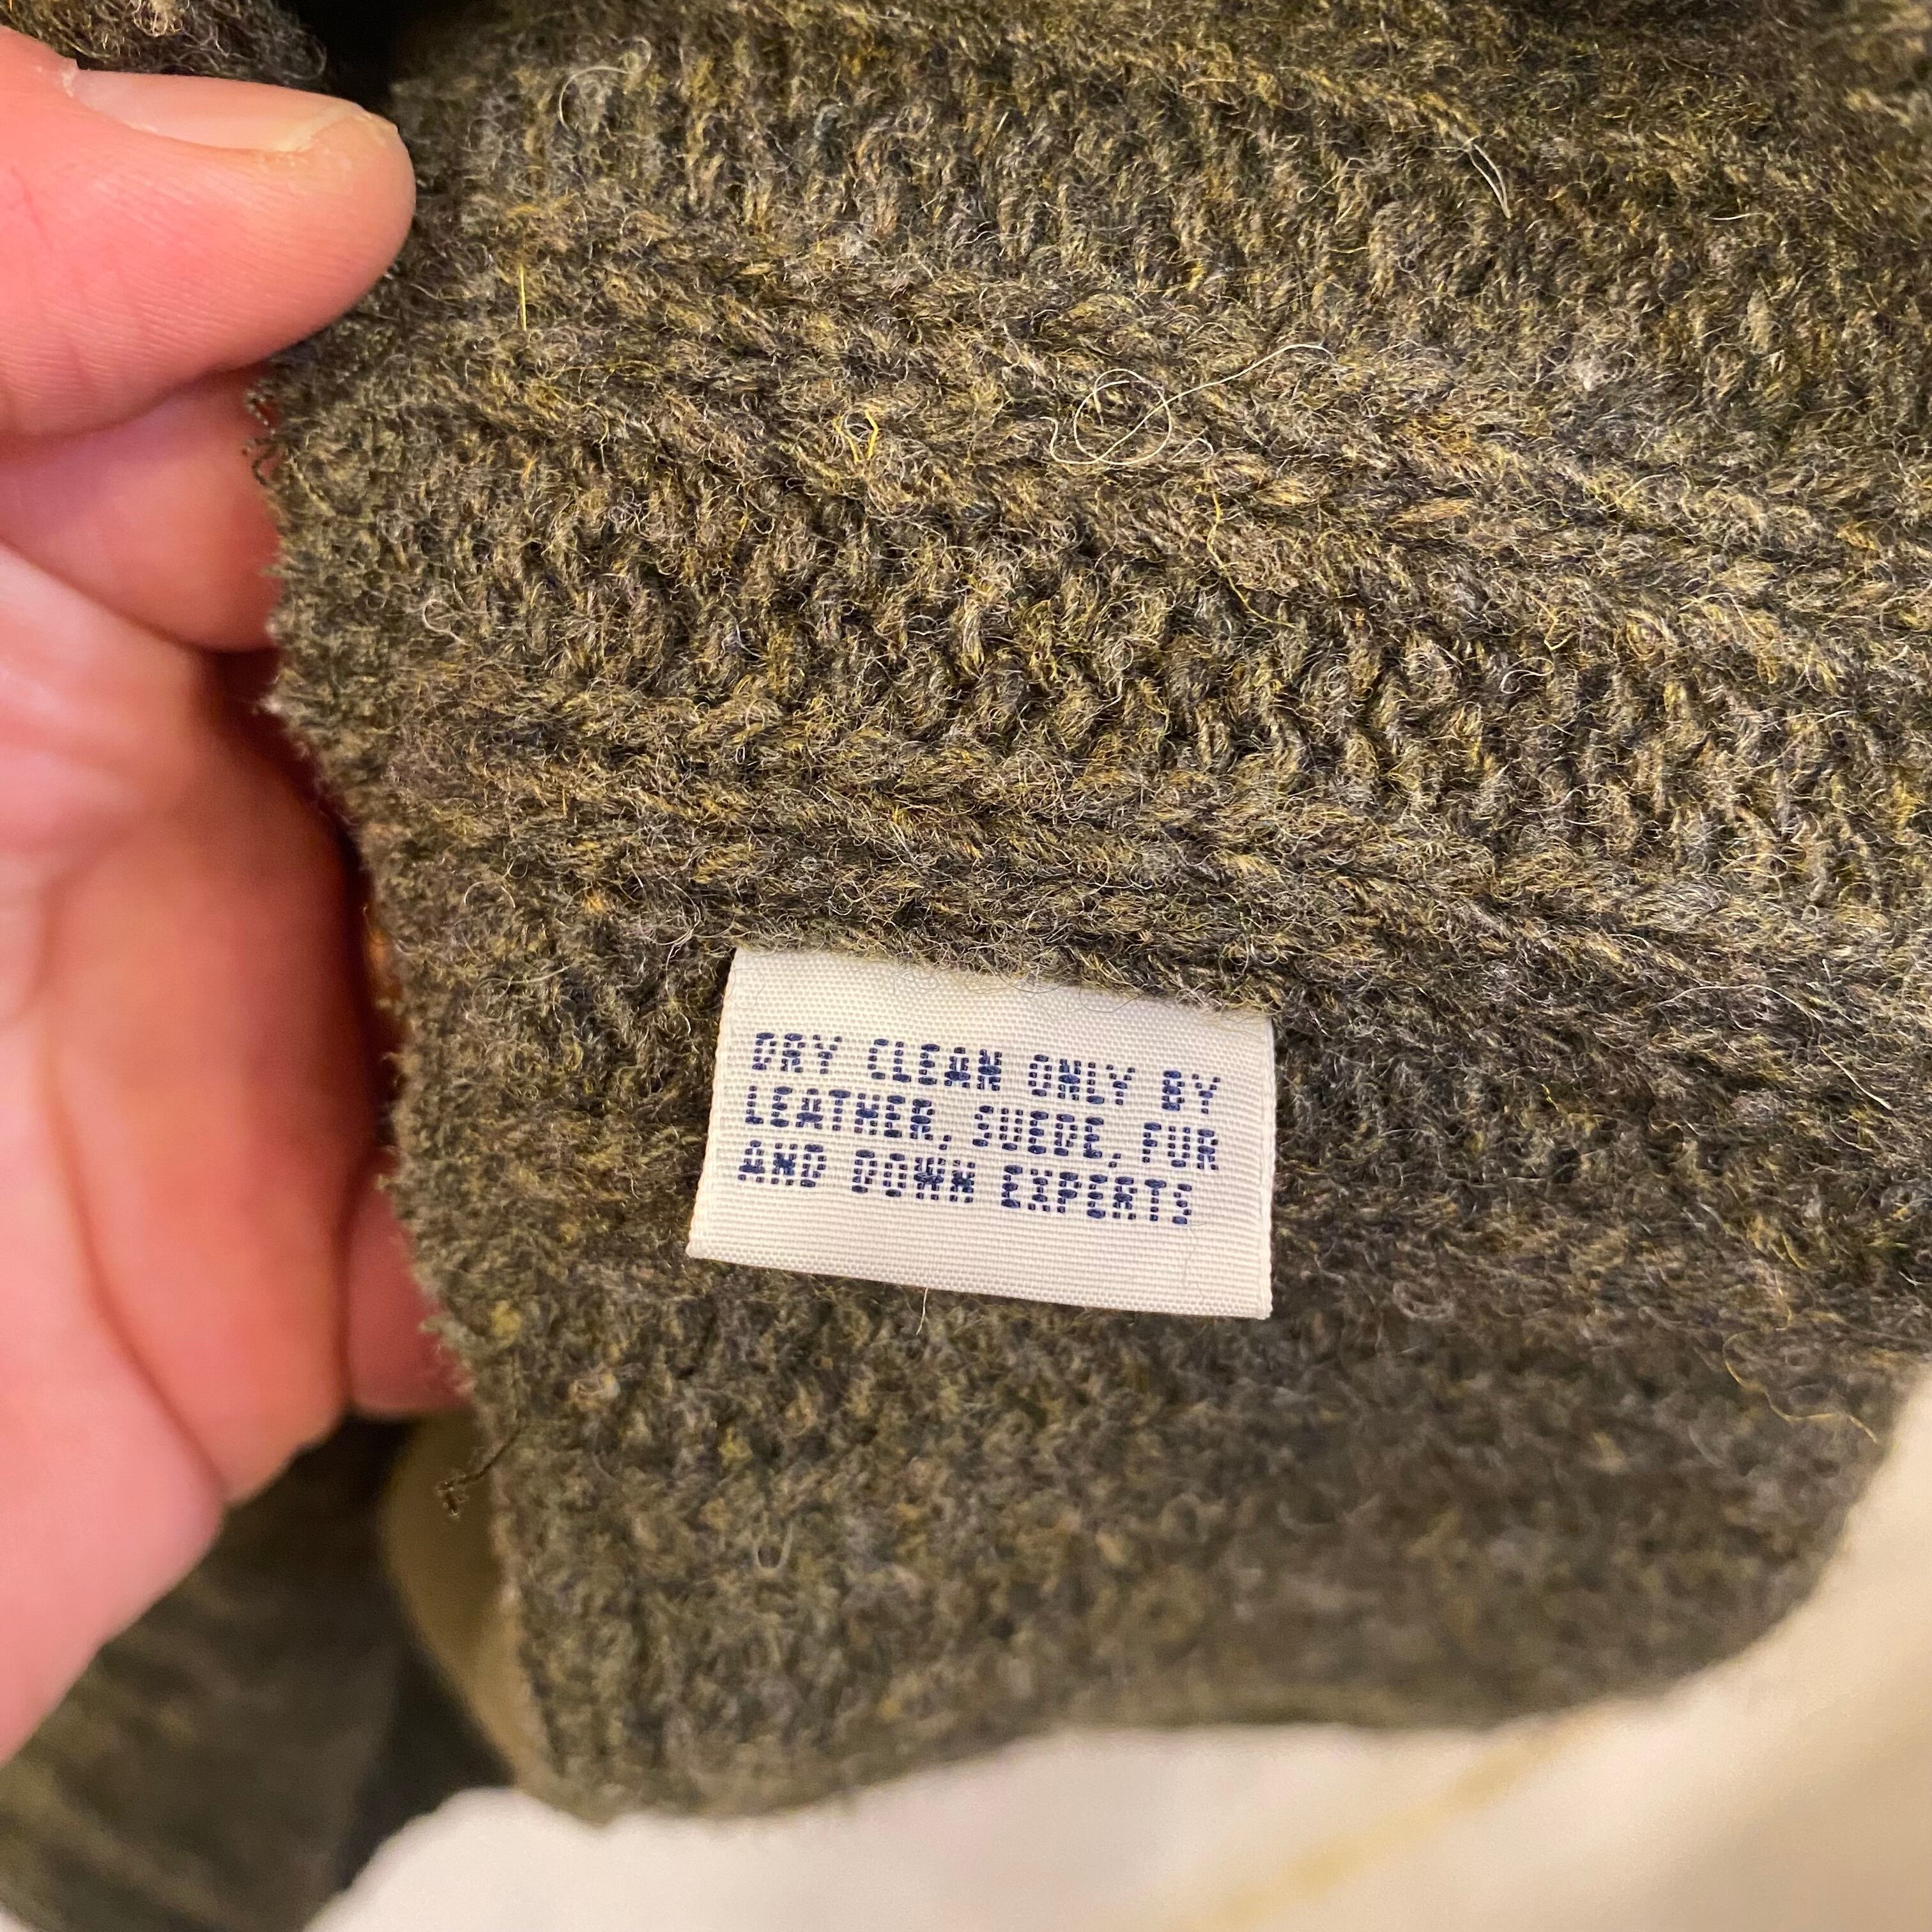 DRY CLEAN ONLY BY
LEATHER, SUEDE, FUR
AND DOWN EXPERTS